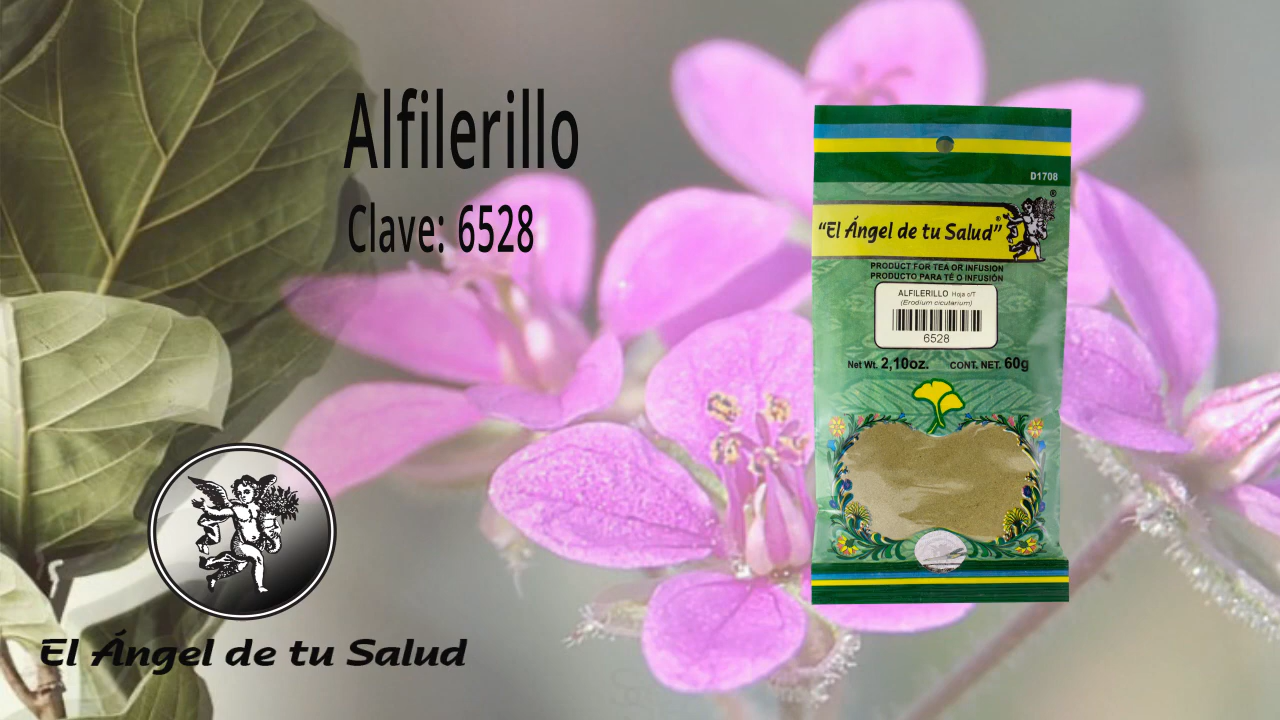 Alfilerillo
Clave: 6528
D1708
"El Ángel de tu Salud"®
PRODUCT FOR TEA OR INFUSION
PRODUCTO PARA TÉ O INFUSIÓN
ALFILERILLO Hoja c/T
(Erodium cicutarium)
6528
Net Wt. 2,10oz. CONT. NET. 60g
El Ángel de tu Salud